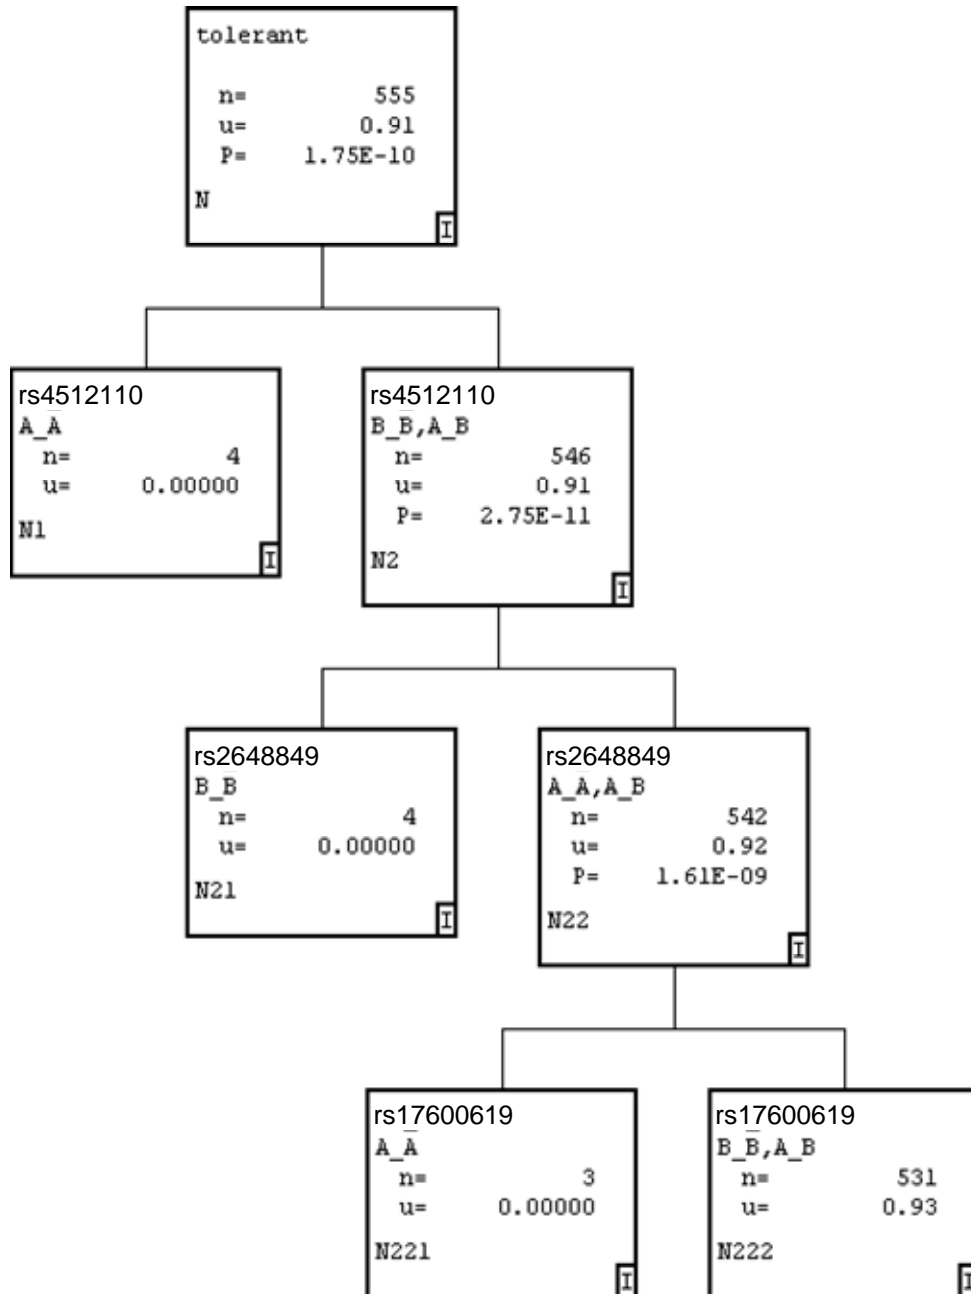 tolerant
n= 555
u= 0.91
P= 1.75E-10
N
I
rs4512110
A_A
n= 4
u= 0.00000
N1
I
rs4512110
B_B,A_B
n= 546
u= 0.91
P= 2.75E-11
N2
I
rs2648849
B_B
n= 4
u= 0.00000
N21
I
rs2648849
A_A,A_B
n= 542
u= 0.92
P= 1.61E-09
N22
I
rs17600619
A_A
n= 3
u= 0.00000
N221
I
rs17600619
B_B,A_B
n= 531
u= 0.93
N222
I